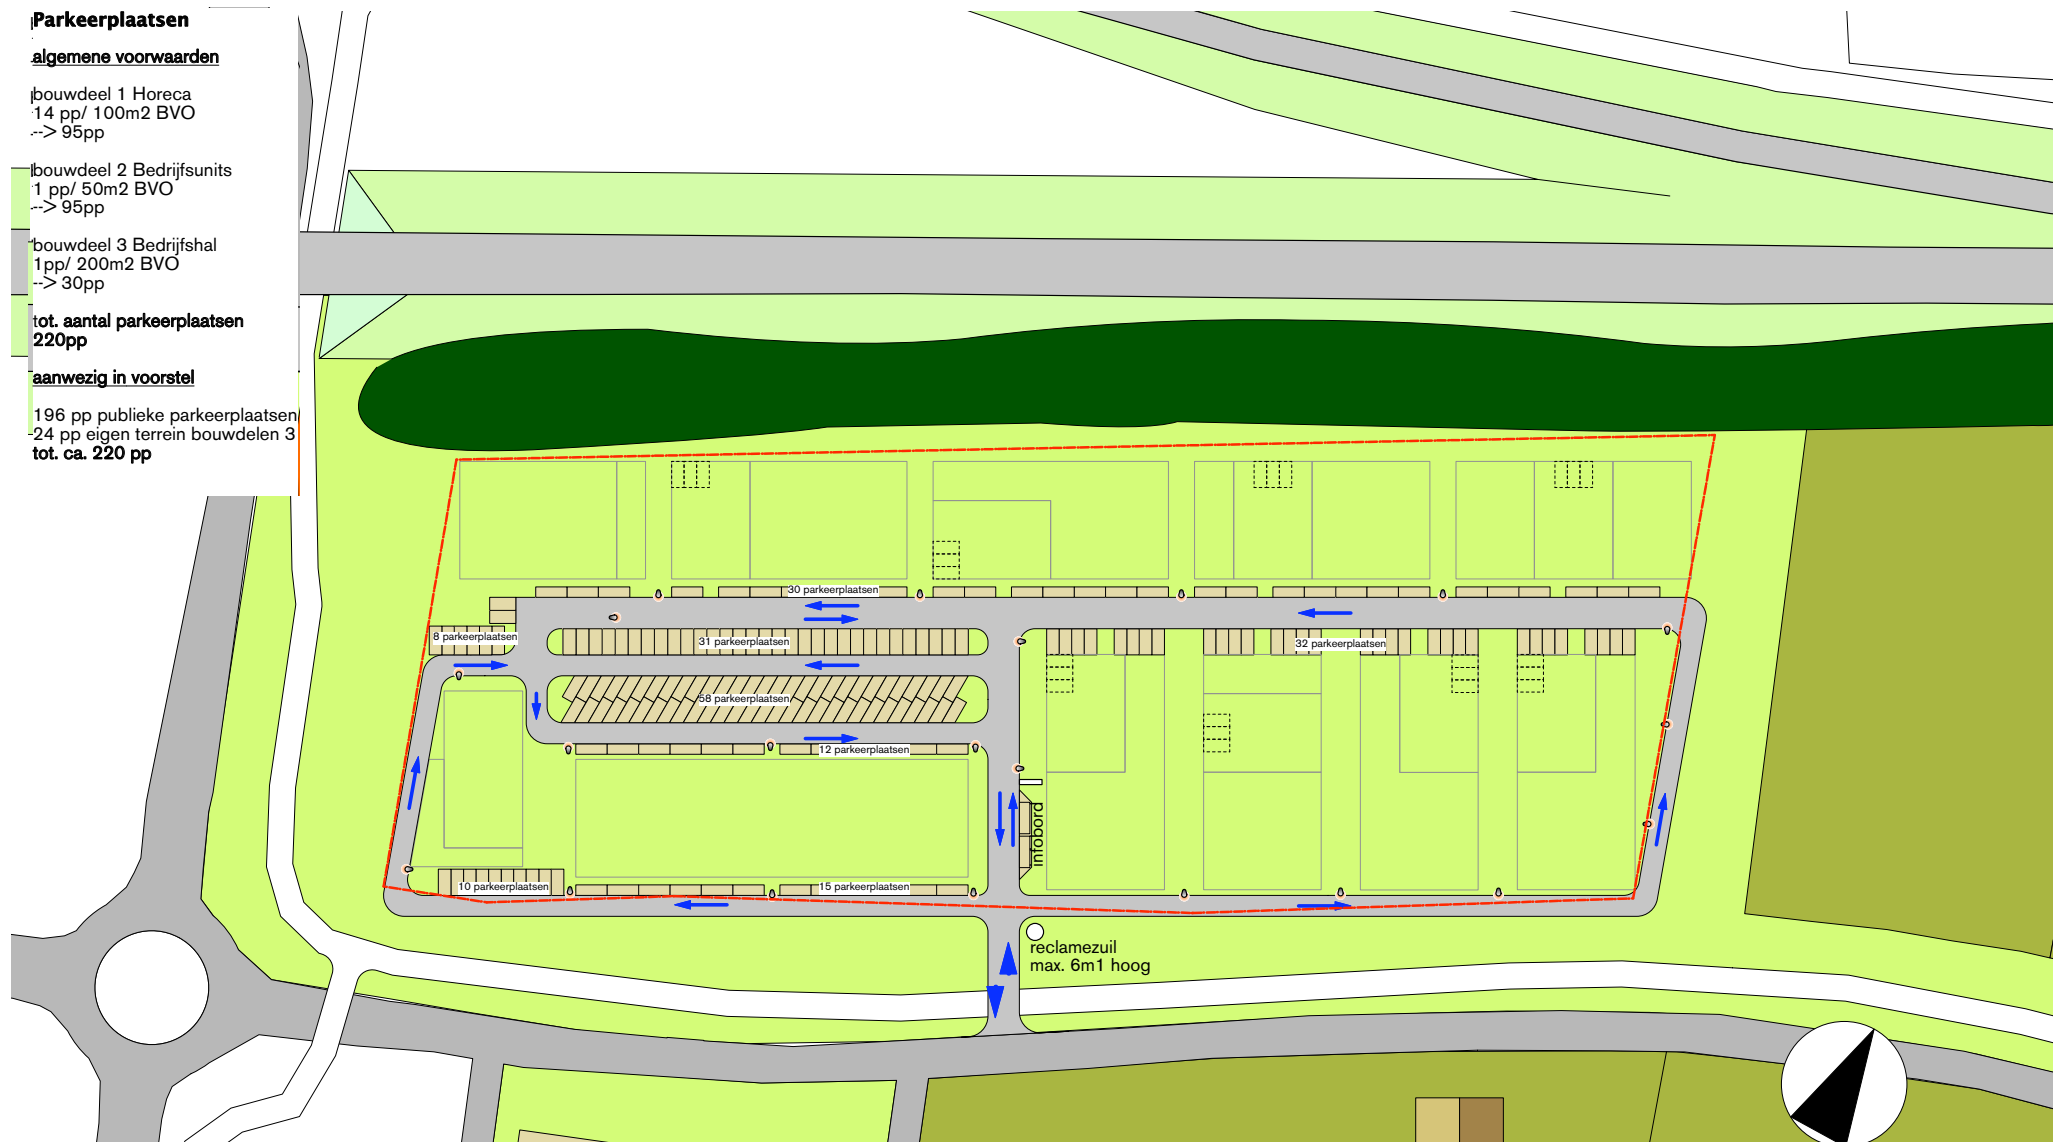 Parkeerplaatsen
algemene voorwaarden
bouwdeel 1 Horeca
14 pp/ 100m2 BVO
--> 95pp
bouwdeel 2 Bedrijfsunits
1 pp/ 50m2 BVO
--> 95pp
bouwdeel 3 Bedrijfshal
1pp/ 200m2 BVO
--> 30pp
tot. aantal parkeerplaatsen
220pp
aanwezig in voorstel
196 pp publieke parkeerplaatsen
24 pp eigen terrein bouwdelen 3
tot. ca. 220 pp
30 parkeerplaatsen
8 parkeerplaatsen
31 parkeerplaatsen
32 parkeerplaatsen
58 parkeerplaatsen
12 parkeerplaatsen
infobord
10 parkeerplaatsen
15 parkeerplaatsen
reclamezuil
max. 6m1 hoog